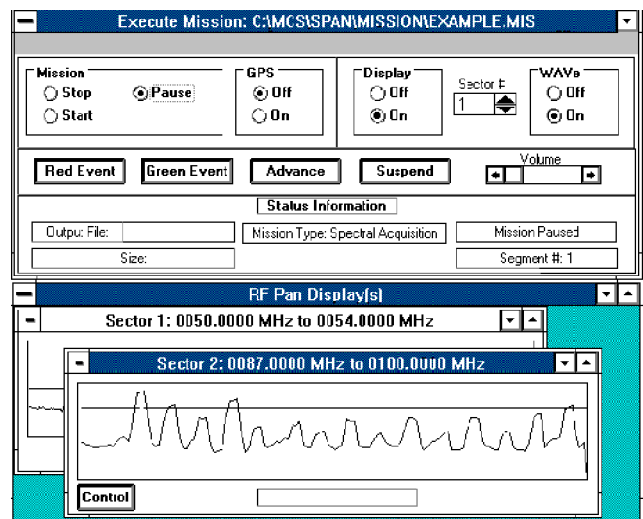 Execute Mission: C:\MCS\SPAN\MISSION\EXAMPLE.MIS
Mission
Stop
Pause
Start
GPS
Off
On
Display
Off
On
Sector #
1
WAVs
Off
On
Red Event
Green Event
Advance
Suspend
Volume
Status Information
Output File:
Mission Type: Spectral Acquisition
Mission Paused
Size:
Segment #: 1
RF Pan Display(s)
Sector 1: 0050.0000 MHz to 0054.0000 MHz
Sector 2: 0087.0000 MHz to 0100.0000 MHz
Control